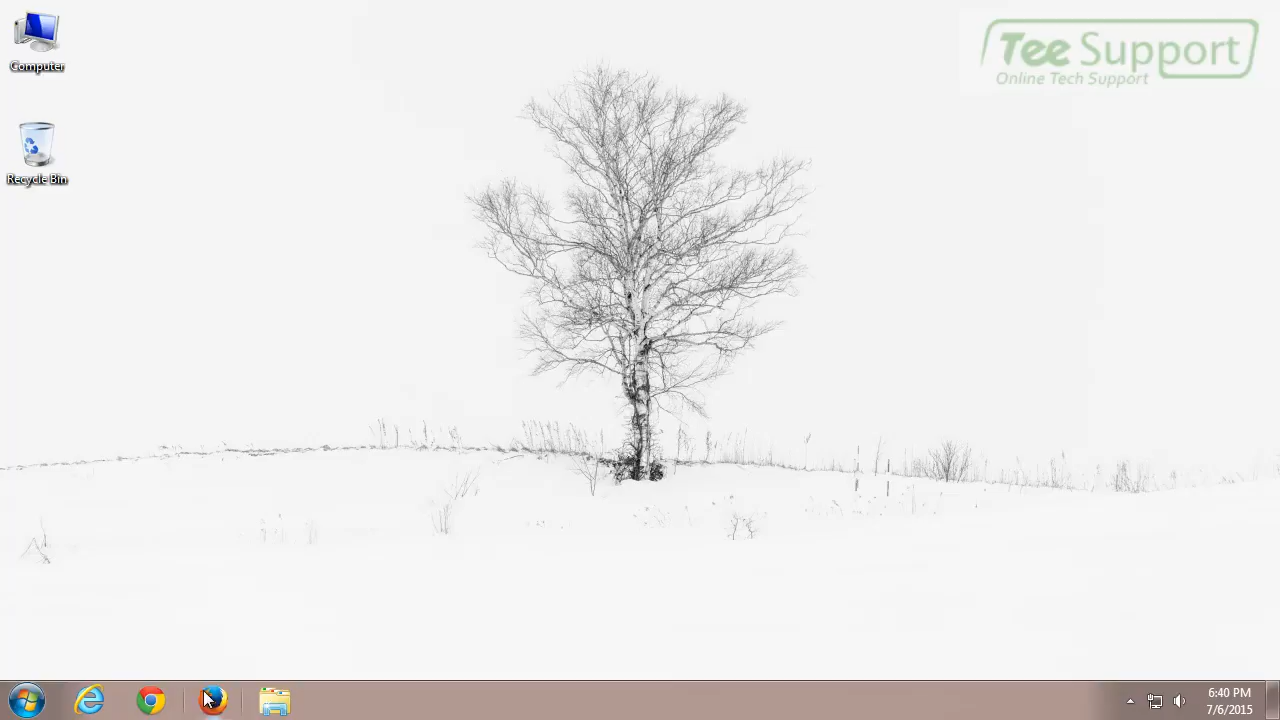 Computer
Recycle Bin
Tee Support
Online Tech Support
6:40 PM
7/6/2015